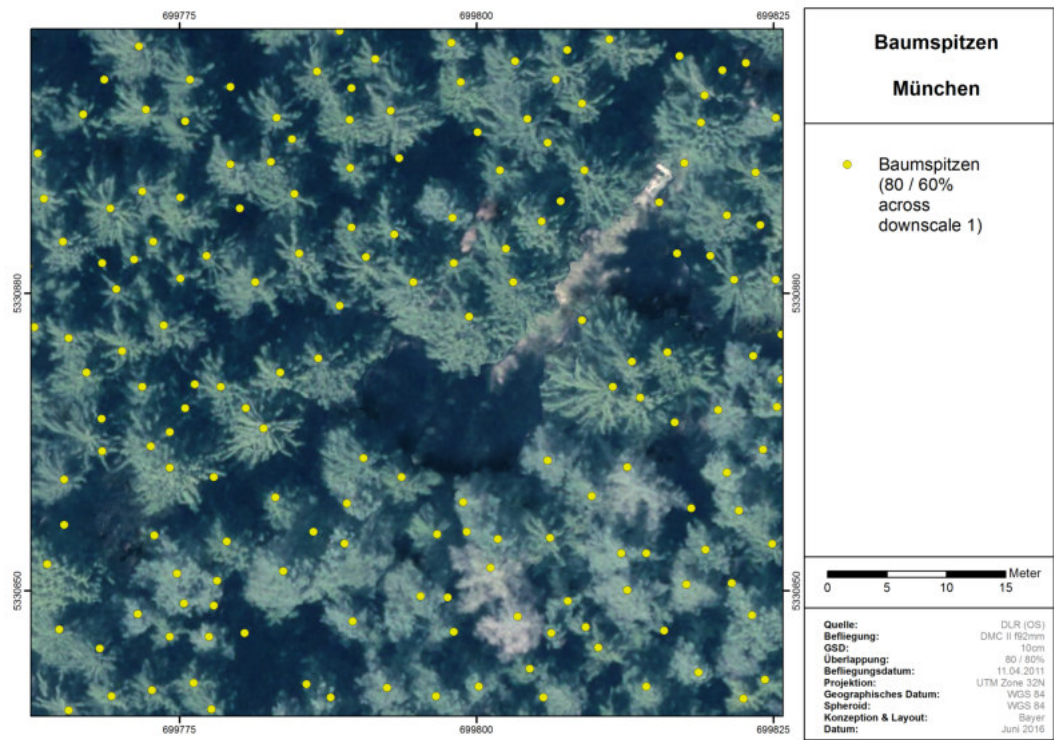 699775
699800
699825
5330880
5330880
5330850
5330850
699775
699800
699825
Baumspitzen
München
Baumspitzen
(80 / 60%
across
downscale 1)
Meter
0 5 10 15
Quelle: DLR (OS)
Befliegung: DMC II f92mm
GSD: 10cm
Überlappung: 80 / 80%
Befliegungsdatum: 11.04.2011
Projektion: UTM Zone 32N
Geographisches Datum: WGS 84
Spheroid: WGS 84
Konzeption & Layout: Bayer
Datum: Juni 2016